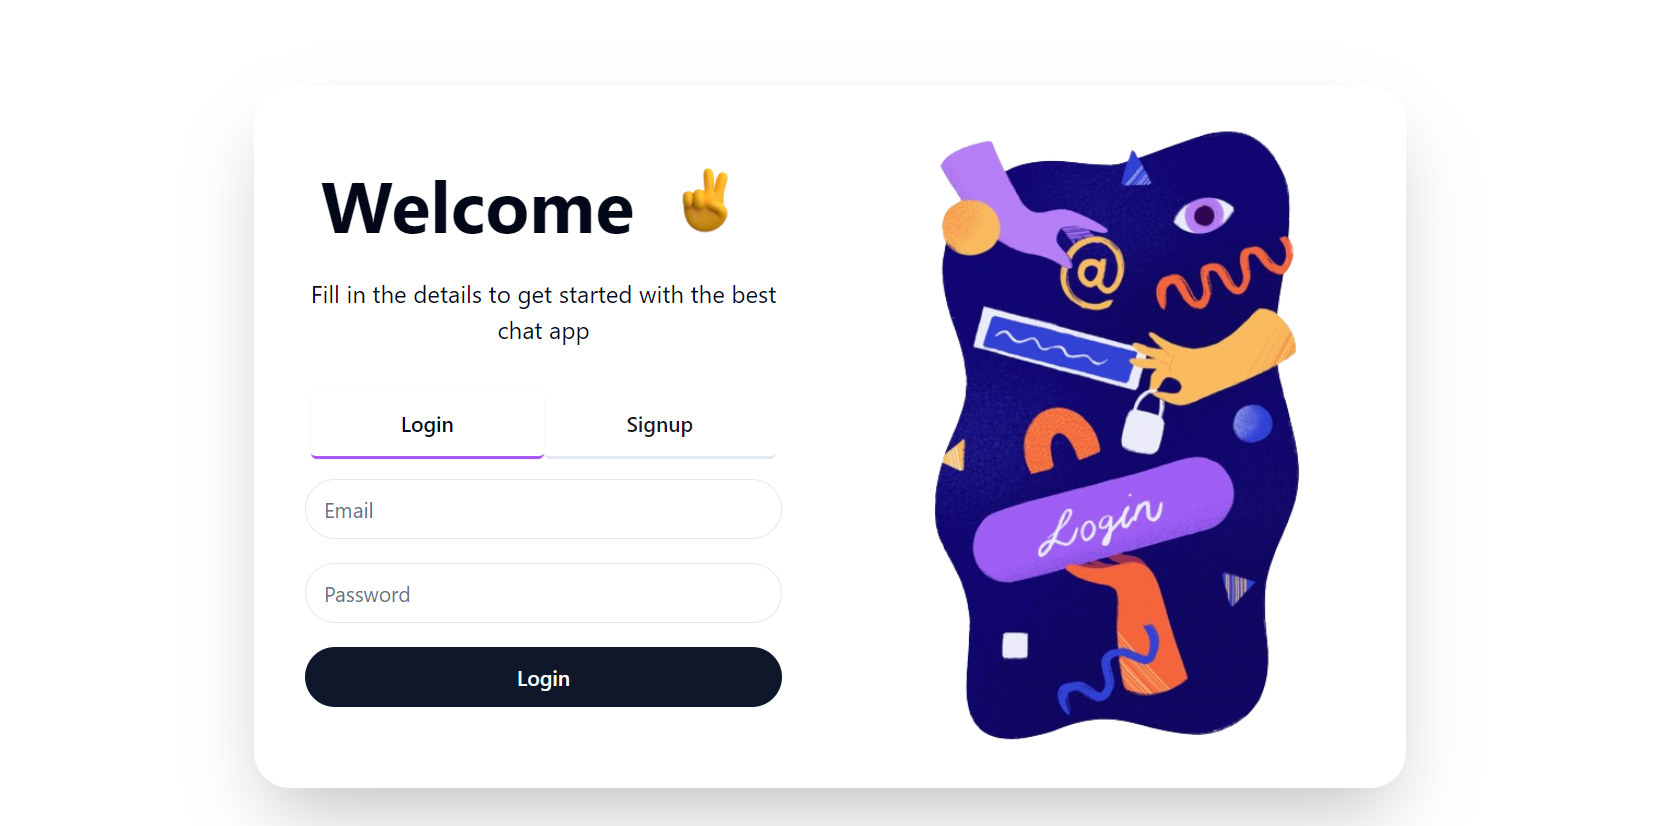 Welcome
Fill in the details to get started with the best
chat app
Login
Signup
Email
Password
Login
@
Login